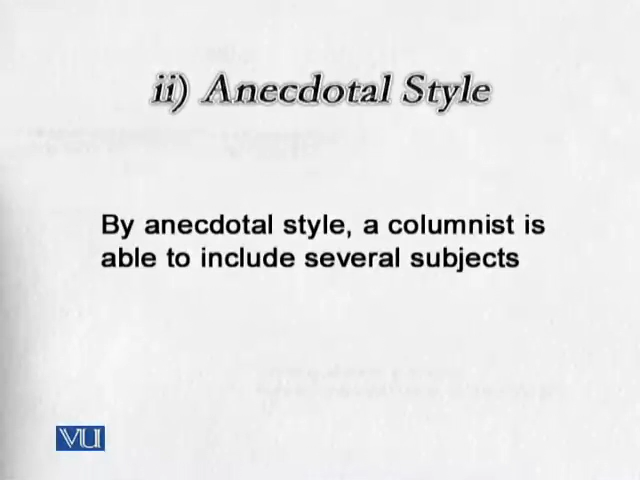 ii) Anecdotal Style
By anecdotal style, a columnist is
able to include several subjects
VU